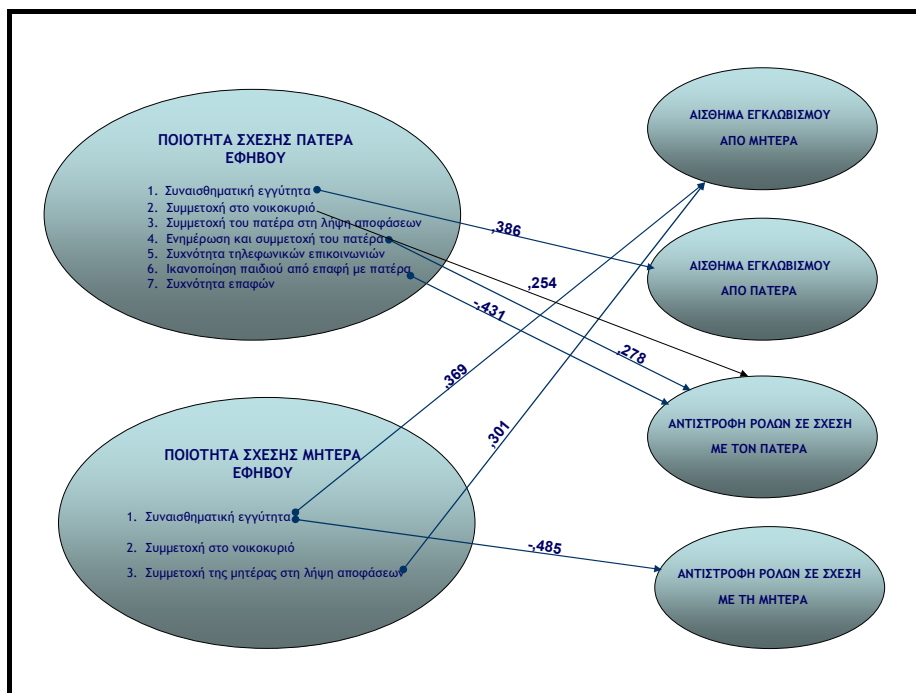 ΠΟΙΟΤΗΤΑ ΣΧΕΣΗΣ ΠΑΤΕΡΑ
ΕΦΗΒΟΥ
1. Συναισθηματική εγγύτητα
2. Συμμετοχή στο νοικοκυριό
3. Συμμετοχή του πατέρα στη λήψη αποφάσεων
4. Ενημέρωση και συμμετοχή του πατέρα
5. Συχνότητα τηλεφωνικών επικοινωνιών
6. Ικανοποίηση παιδιού από επαφή με πατέρα
7. Συχνότητα επαφών
ΠΟΙΟΤΗΤΑ ΣΧΕΣΗΣ ΜΗΤΕΡΑ
ΕΦΗΒΟΥ
1. Συναισθηματική εγγύτητα
2. Συμμετοχή στο νοικοκυριό
3. Συμμετοχή της μητέρας στη λήψη αποφάσεων
,386
,254
-,431
,278
,369
,301
-,485
ΑΙΣΘΗΜΑ ΕΓΚΛΩΒΙΣΜΟΥ
ΑΠΟ ΜΗΤΕΡΑ
ΑΙΣΘΗΜΑ ΕΓΚΛΩΒΙΣΜΟΥ
ΑΠΟ ΠΑΤΕΡΑ
ΑΝΤΙΣΤΡΟΦΗ ΡΟΛΩΝ ΣΕ ΣΧΕΣΗ
ΜΕ ΤΟΝ ΠΑΤΕΡΑ
ΑΝΤΙΣΤΡΟΦΗ ΡΟΛΩΝ ΣΕ ΣΧΕΣΗ
ΜΕ ΤΗ ΜΗΤΕΡΑ